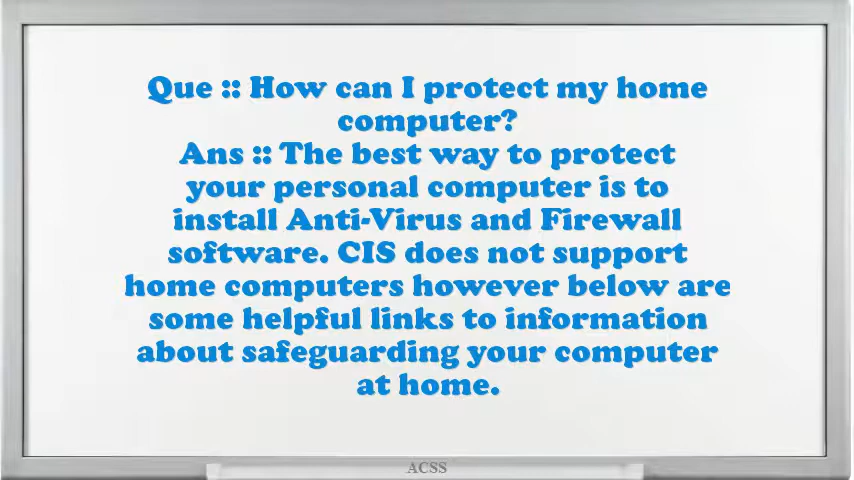 Que :: How can I protect my home
computer?
Ans :: The best way to protect
your personal computer is to
install Anti-Virus and Firewall
software. CIS does not support
home computers however below are
some helpful links to information
about safeguarding your computer
at home.
ACSS